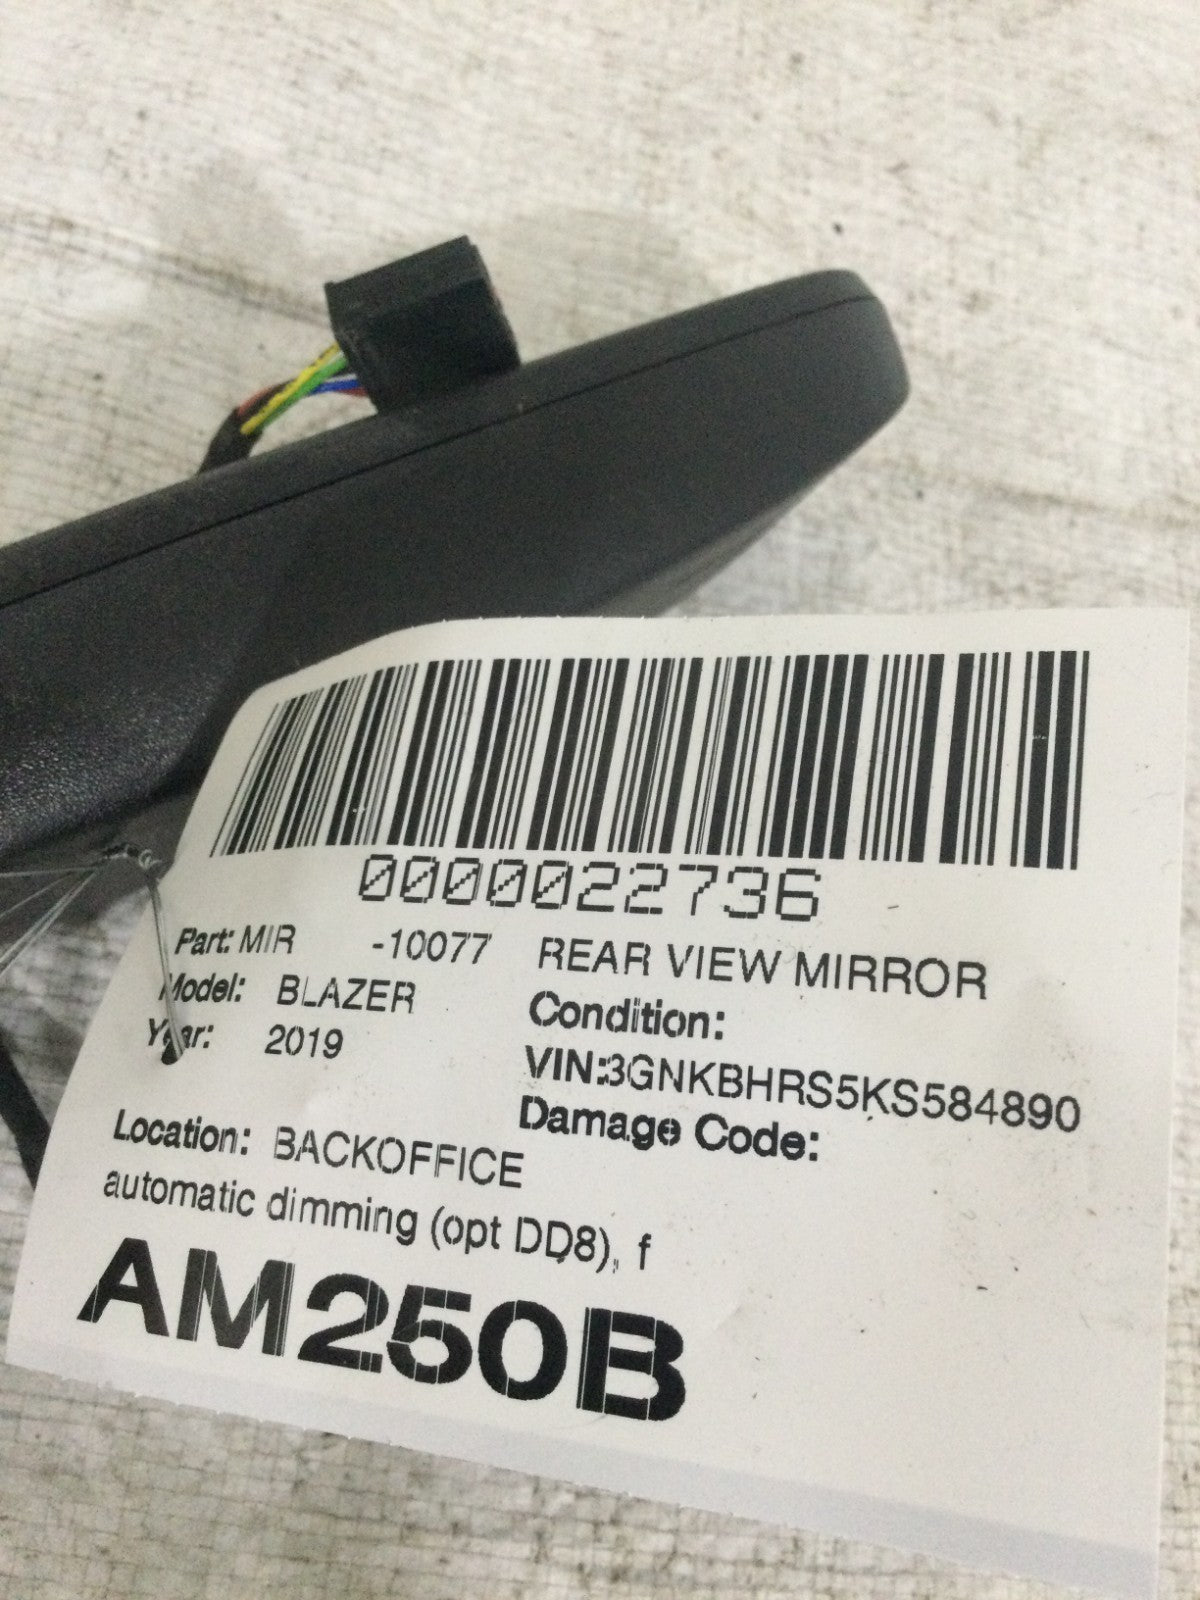 0000022736
Part: MIR -10077 REAR VIEW MIRROR
Model: BLAZER Condition:
Year: 2019 VIN:3GNKBHRS5KS584890
Damage Code:
Location: BACKOFFICE
automatic dimming (opt DD8), f
AM250B